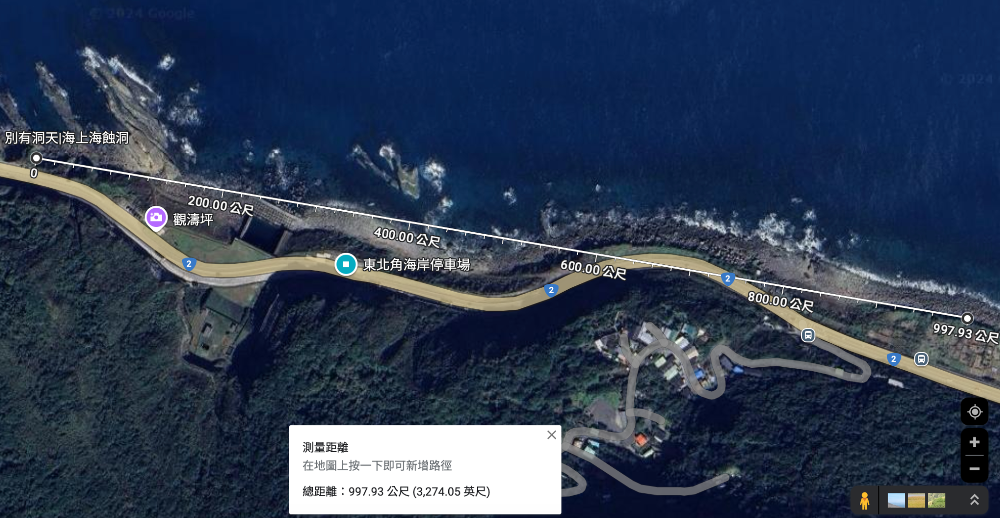 © 2024 Google
© 2024
別有洞天|海上海蝕洞
0
200.00 公尺
觀濤坪
400.00 公尺
2
東北角海岸停車場
600.00 公尺
2
2
800.00 公尺
997.93 公尺
2
測量距離
在地圖上按一下即可新增路徑
總距離：997.93 公尺 (3,274.05 英尺)